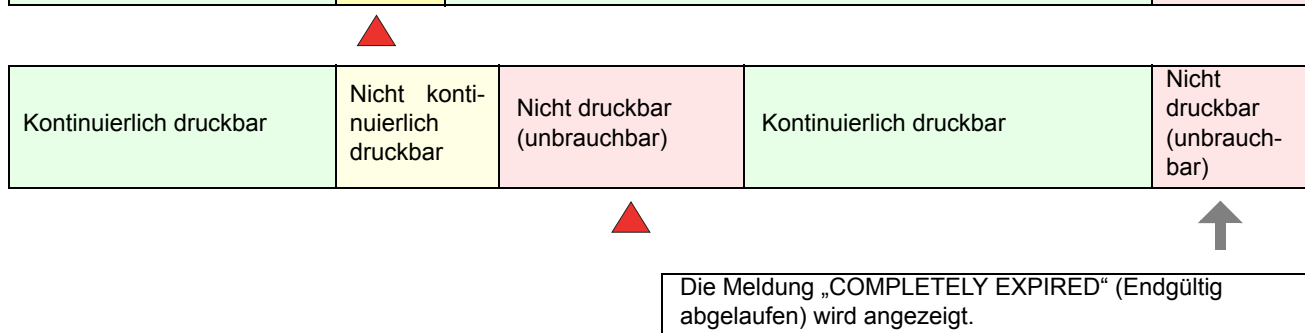 Kontinuierlich druckbar
Nicht konti-
nuierlich
druckbar
Nicht druckbar
(unbrauchbar)
Kontinuierlich druckbar
Nicht
druckbar
(unbrauch-
bar)
Die Meldung „COMPLETELY EXPIRED“ (Endgültig
abgelaufen) wird angezeigt.